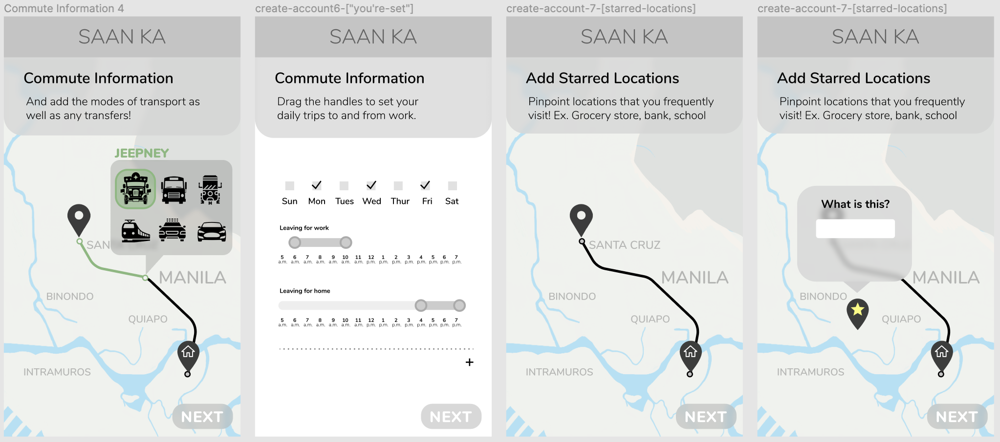 Commute Information 4
SAAN KA
Commute Information
And add the modes of transport as
well as any transfers!
JEEPNEY
MANILA
BINONDO
QUIAPO
INTRAMUROS
NEXT
create-account6-["you're-set"]
SAAN KA
Commute Information
Drag the handles to set your
daily trips to and from work.
Sun Mon Tues Wed Thur Fri Sat
Leaving for work
5 6 7 8 9 10 11 12 1 2 3 4 5 6 7
a.m. a.m. a.m. a.m. a.m. a.m. a.m. p.m. p.m. p.m. p.m. p.m. p.m. p.m. p.m.
Leaving for home
5 6 7 8 9 10 11 12 1 2 3 4 5 6 7
a.m. a.m. a.m. a.m. a.m. a.m. a.m. p.m. p.m. p.m. p.m. p.m. p.m. p.m. p.m.
+
NEXT
create-account-7-[starred-locations]
SAAN KA
Add Starred Locations
Pinpoint locations that you frequently
visit! Ex. Grocery store, bank, school
SANTA CRUZ
MANILA
BINONDO
QUIAPO
INTRAMUROS
NEXT
create-account-7-[starred-locations]
SAAN KA
Add Starred Locations
Pinpoint locations that you frequently
visit! Ex. Grocery store, bank, school
What is this?
MANILA
BINONDO
QUIAPO
INTRAMUROS
NEXT